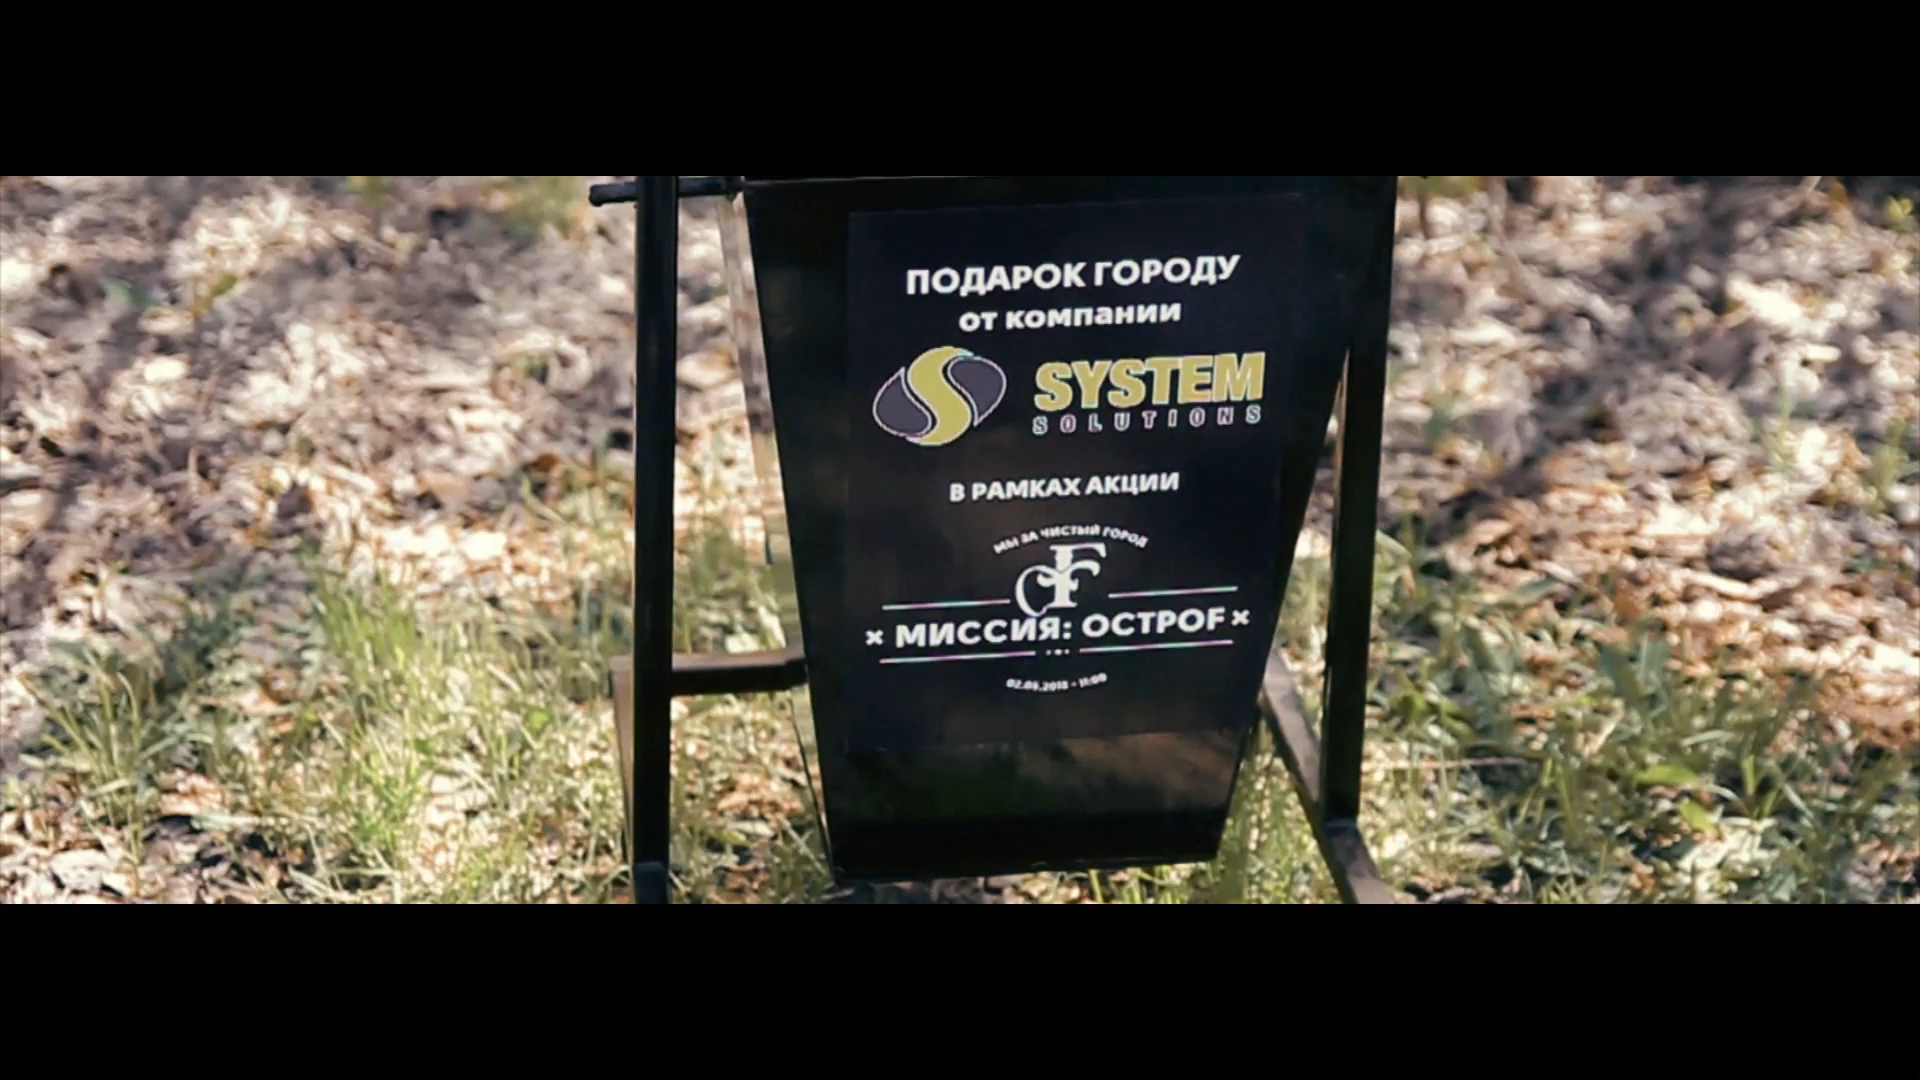 ПОДАРОК ГОРОДУ
от компании
SYSTEM
SOLUTIONS
В РАМКАХ АКЦИИ
МЫ ЗА ЧИСТЫЙ ГОРОД
× МИССИЯ: ОСТРОF ×